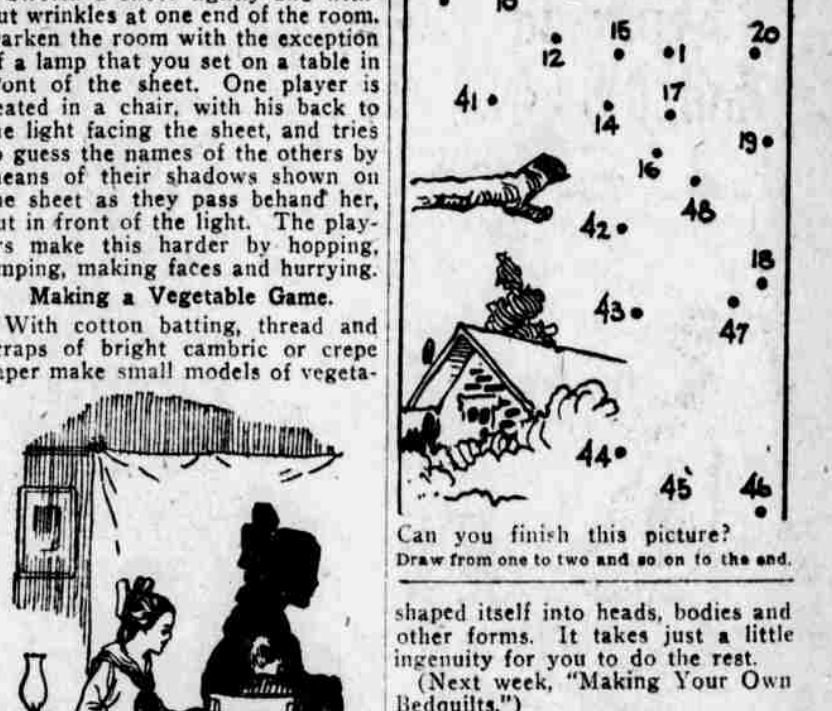 ut wrinkles at one end of the room.
arken the room with the exception
f a lamp that you set on a table in
ront of the sheet. One player is
eated in a chair, with his back to
e light facing the sheet, and tries
guess the names of the others by
eans of their shadows shown on
e sheet as they pass behand her,
ut in front of the light. The play-
rs make this harder by hopping,
mping, making faces and hurrying.
Making a Vegetable Game.
With cotton batting, thread and
raps of bright cambric or crepe
aper make small models of vegeta-
12
15
1
20
41
14
17
19
16
48
42
18
43
47
44
45
46
Can you finish this picture?
Draw from one to two and so on to the end.
shaped itself into heads, bodies and
other forms. It takes just a little
ingenuity for you to do the rest.
(Next week, "Making Your Own
Bedquilts.")